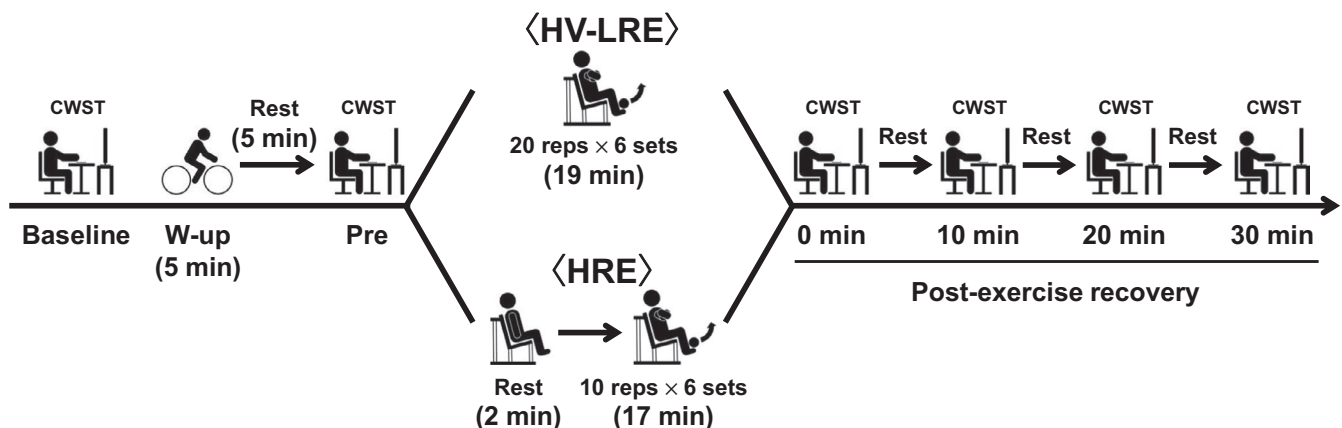 〈HV-LRE〉
CWST
Rest
(5 min)
CWST
20 reps × 6 sets
(19 min)
CWST
Rest
CWST
Rest
CWST
Rest
CWST
Baseline
W-up
(5 min)
Pre
〈HRE〉
Rest
(2 min)
10 reps × 6 sets
(17 min)
0 min
10 min
20 min
30 min
Post-exercise recovery